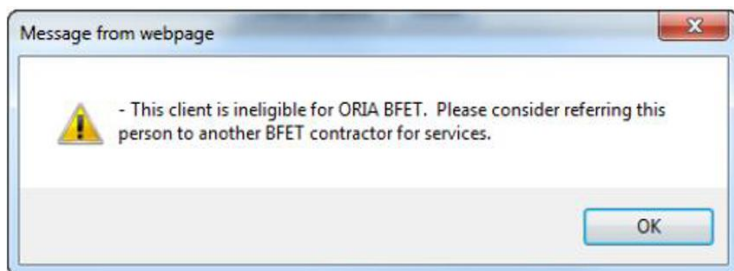 Message from webpage
- This client is ineligible for ORIA BFET.  Please consider referring this
person to another BFET contractor for services.
OK